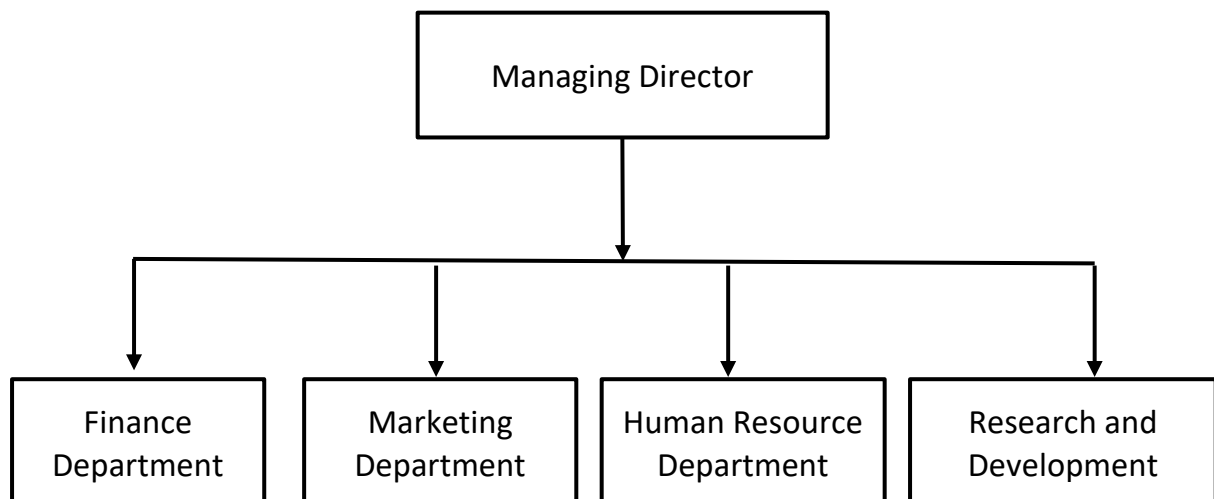 Managing Director
Finance
Department
Marketing
Department
Human Resource
Department
Research and
Development